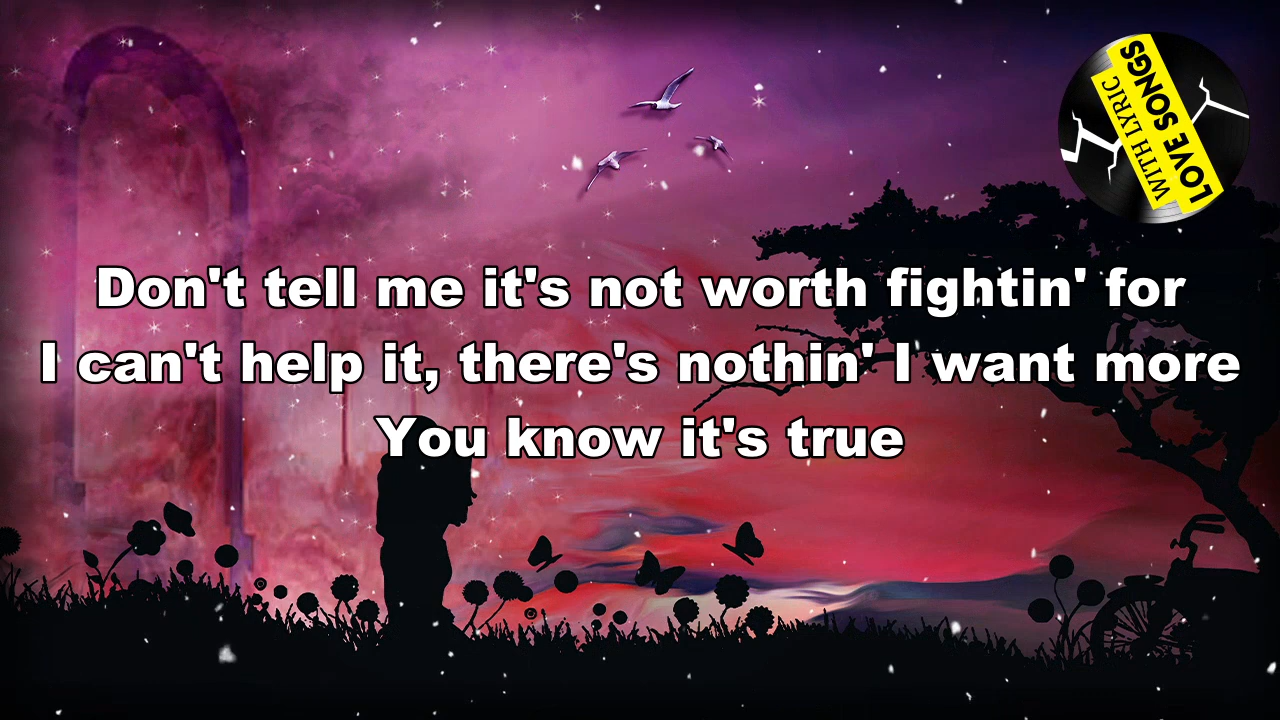 WITH LYRIC
LOVE SONGS
Don't tell me it's not worth fightin' for
I can't help it, there's nothin' I want more
You know it's true